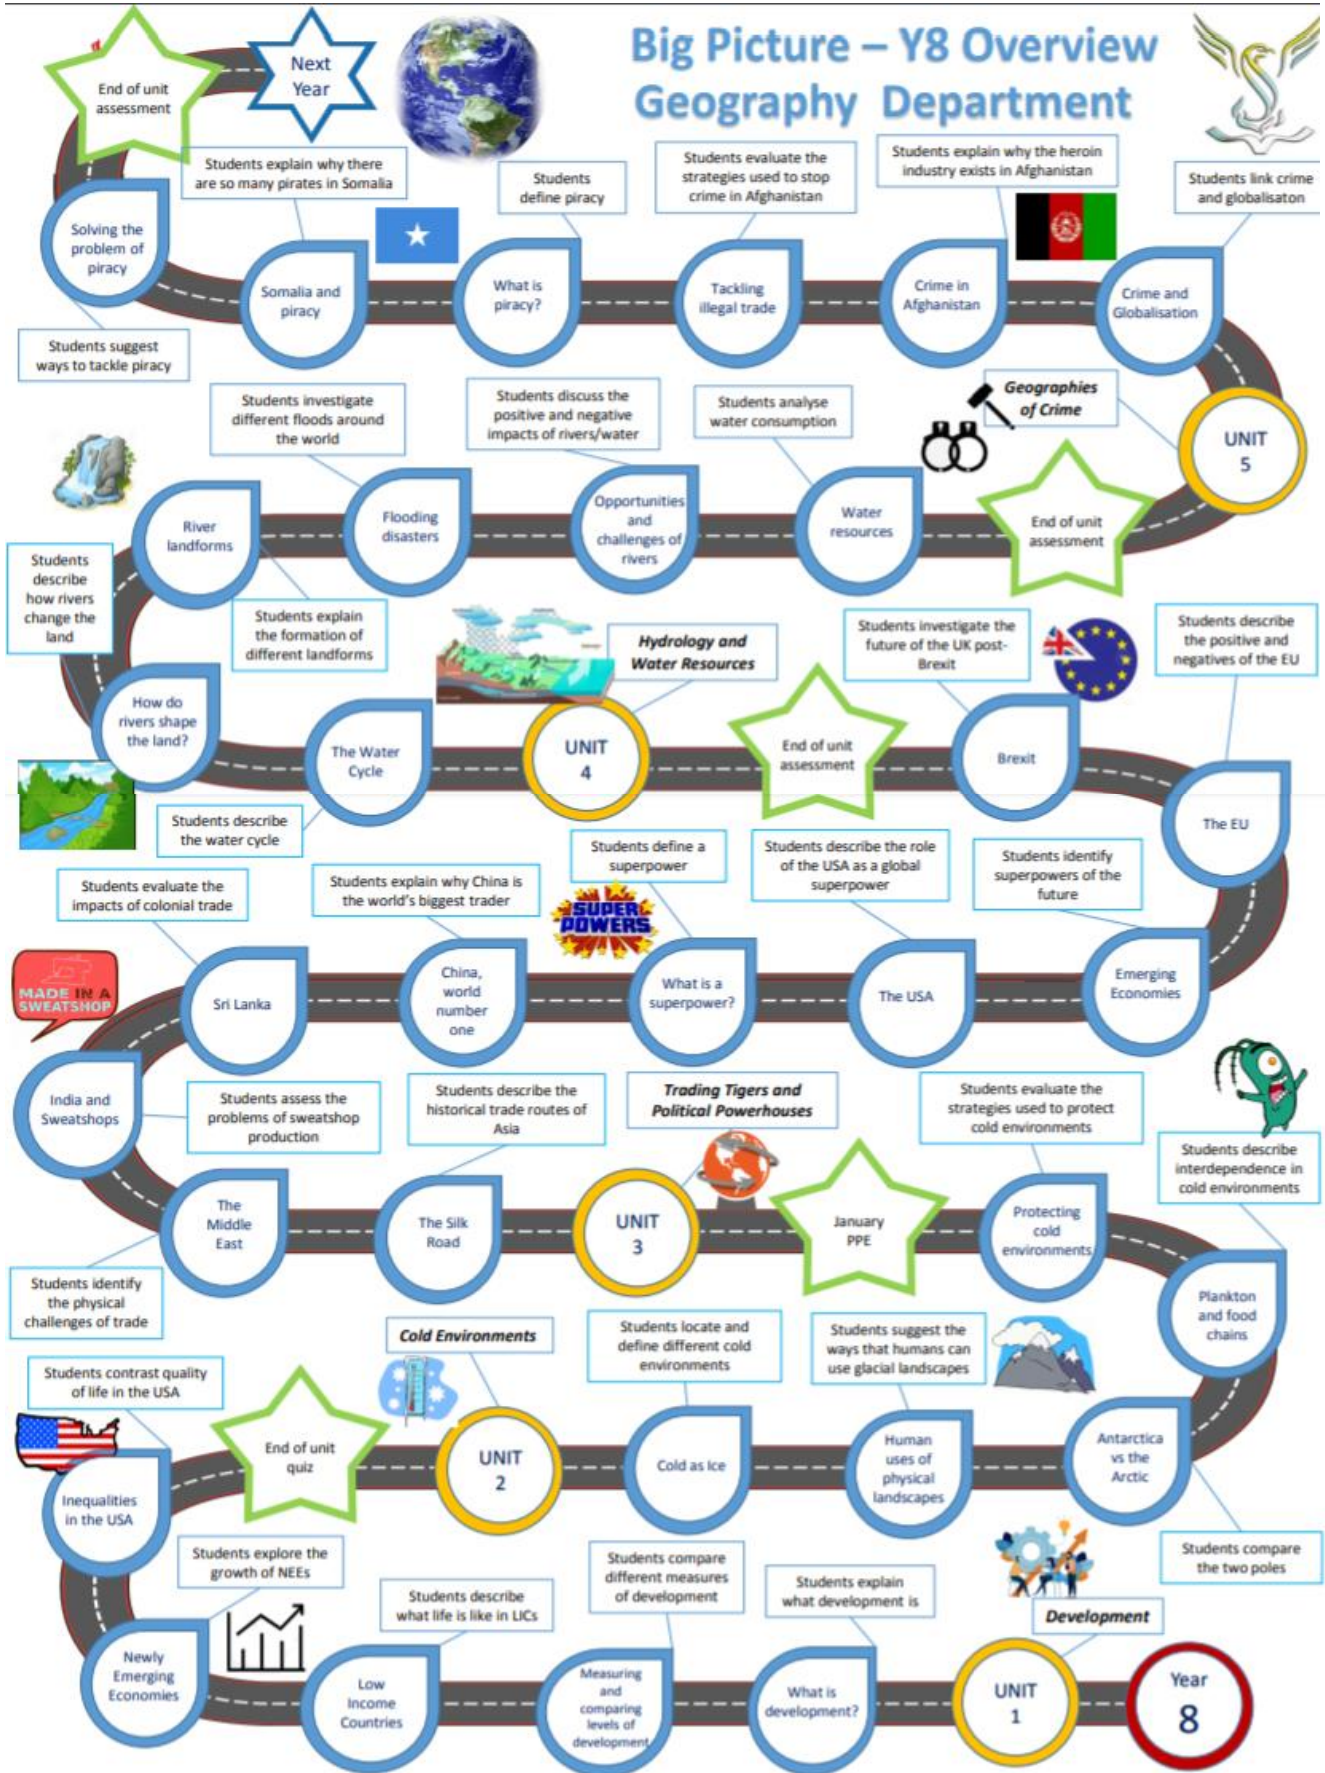 Big Picture – Y8 Overview
Geography Department
Next
Year
End of unit
assessment
Students explain why there
are so many pirates in Somalia
Students
define piracy
Students evaluate the
strategies used to stop
crime in Afghanistan
Students explain why the heroin
industry exists in Afghanistan
Students link crime
and globalisaton
Solving the
problem of
piracy
Somalia and
piracy
What is
piracy?
Tackling
illegal trade
Crime in
Afghanistan
Crime and
Globalisation
Students suggest
ways to tackle piracy
Students investigate
different floods around
the world
Students discuss the
positive and negative
impacts of rivers/water
Students analyse
water consumption
Geographies
of Crime
UNIT
5
River
landforms
Flooding
disasters
Opportunities
and
challenges of
rivers
Water
resources
End of unit
assessment
Students
describe
how rivers
change the
land
Students explain
the formation of
different landforms
Hydrology and
Water Resources
Students investigate the
future of the UK post-
Brexit
Students describe
the positive and
negatives of the EU
How do
rivers shape
the land?
The Water
Cycle
UNIT
4
End of unit
assessment
Brexit
The EU
Students describe
the water cycle
Students evaluate the
impacts of colonial trade
Students explain why China is
the world's biggest trader
Students define a
superpower
Students describe the role
of the USA as a global
superpower
Students identify
superpowers of the
future
SUPER
POWERS
MADE IN A
SWEATSHOP
Sri Lanka
China,
world
number
one
What is a
superpower?
The USA
Emerging
Economies
India and
Sweatshops
Students assess the
problems of sweatshop
production
Students describe the
historical trade routes of
Asia
Trading Tigers and
Political Powerhouses
Students evaluate the
strategies used to protect
cold environments
Students describe
interdependence in
cold environments
The
Middle
East
The Silk
Road
UNIT
3
January
PPE
Protecting
cold
environments
Plankton
and food
chains
Students identify
the physical
challenges of trade
Cold Environments
Students locate and
define different cold
environments
Students suggest the
ways that humans can
use glacial landscapes
Students contrast quality
of life in the USA
End of unit
quiz
UNIT
2
Cold as Ice
Human
uses of
physical
landscapes
Antarctica
vs the
Arctic
Inequalities
in the USA
Students compare
the two poles
Students explore the
growth of NEEs
Students describe
what life is like in LICs
Students compare
different measures
of development
Students explain
what development is
Development
Newly
Emerging
Economies
Low
Income
Countries
Measuring
and
comparing
levels of
development
What is
development?
UNIT
1
Year
8